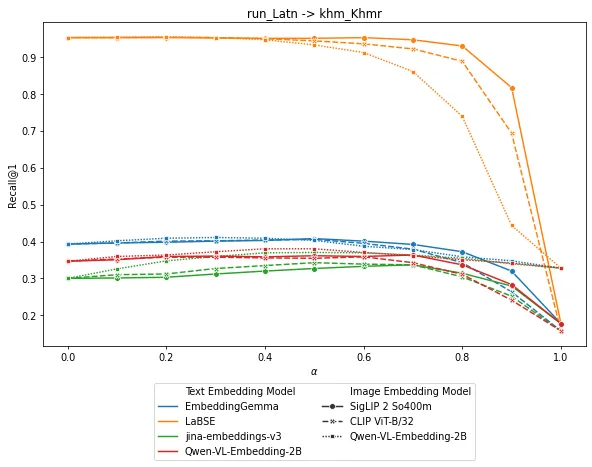 run_Latn -> khm_Khmr
Recall@1
0.9
0.8
0.7
0.6
0.5
0.4
0.3
0.2
0.0 0.2 0.4 0.6 0.8 1.0
α
Text Embedding Model Image Embedding Model
EmbeddingGemma SigLIP 2 So400m
LaBSE CLIP ViT-B/32
jina-embeddings-v3 Qwen-VL-Embedding-2B
Qwen-VL-Embedding-2B